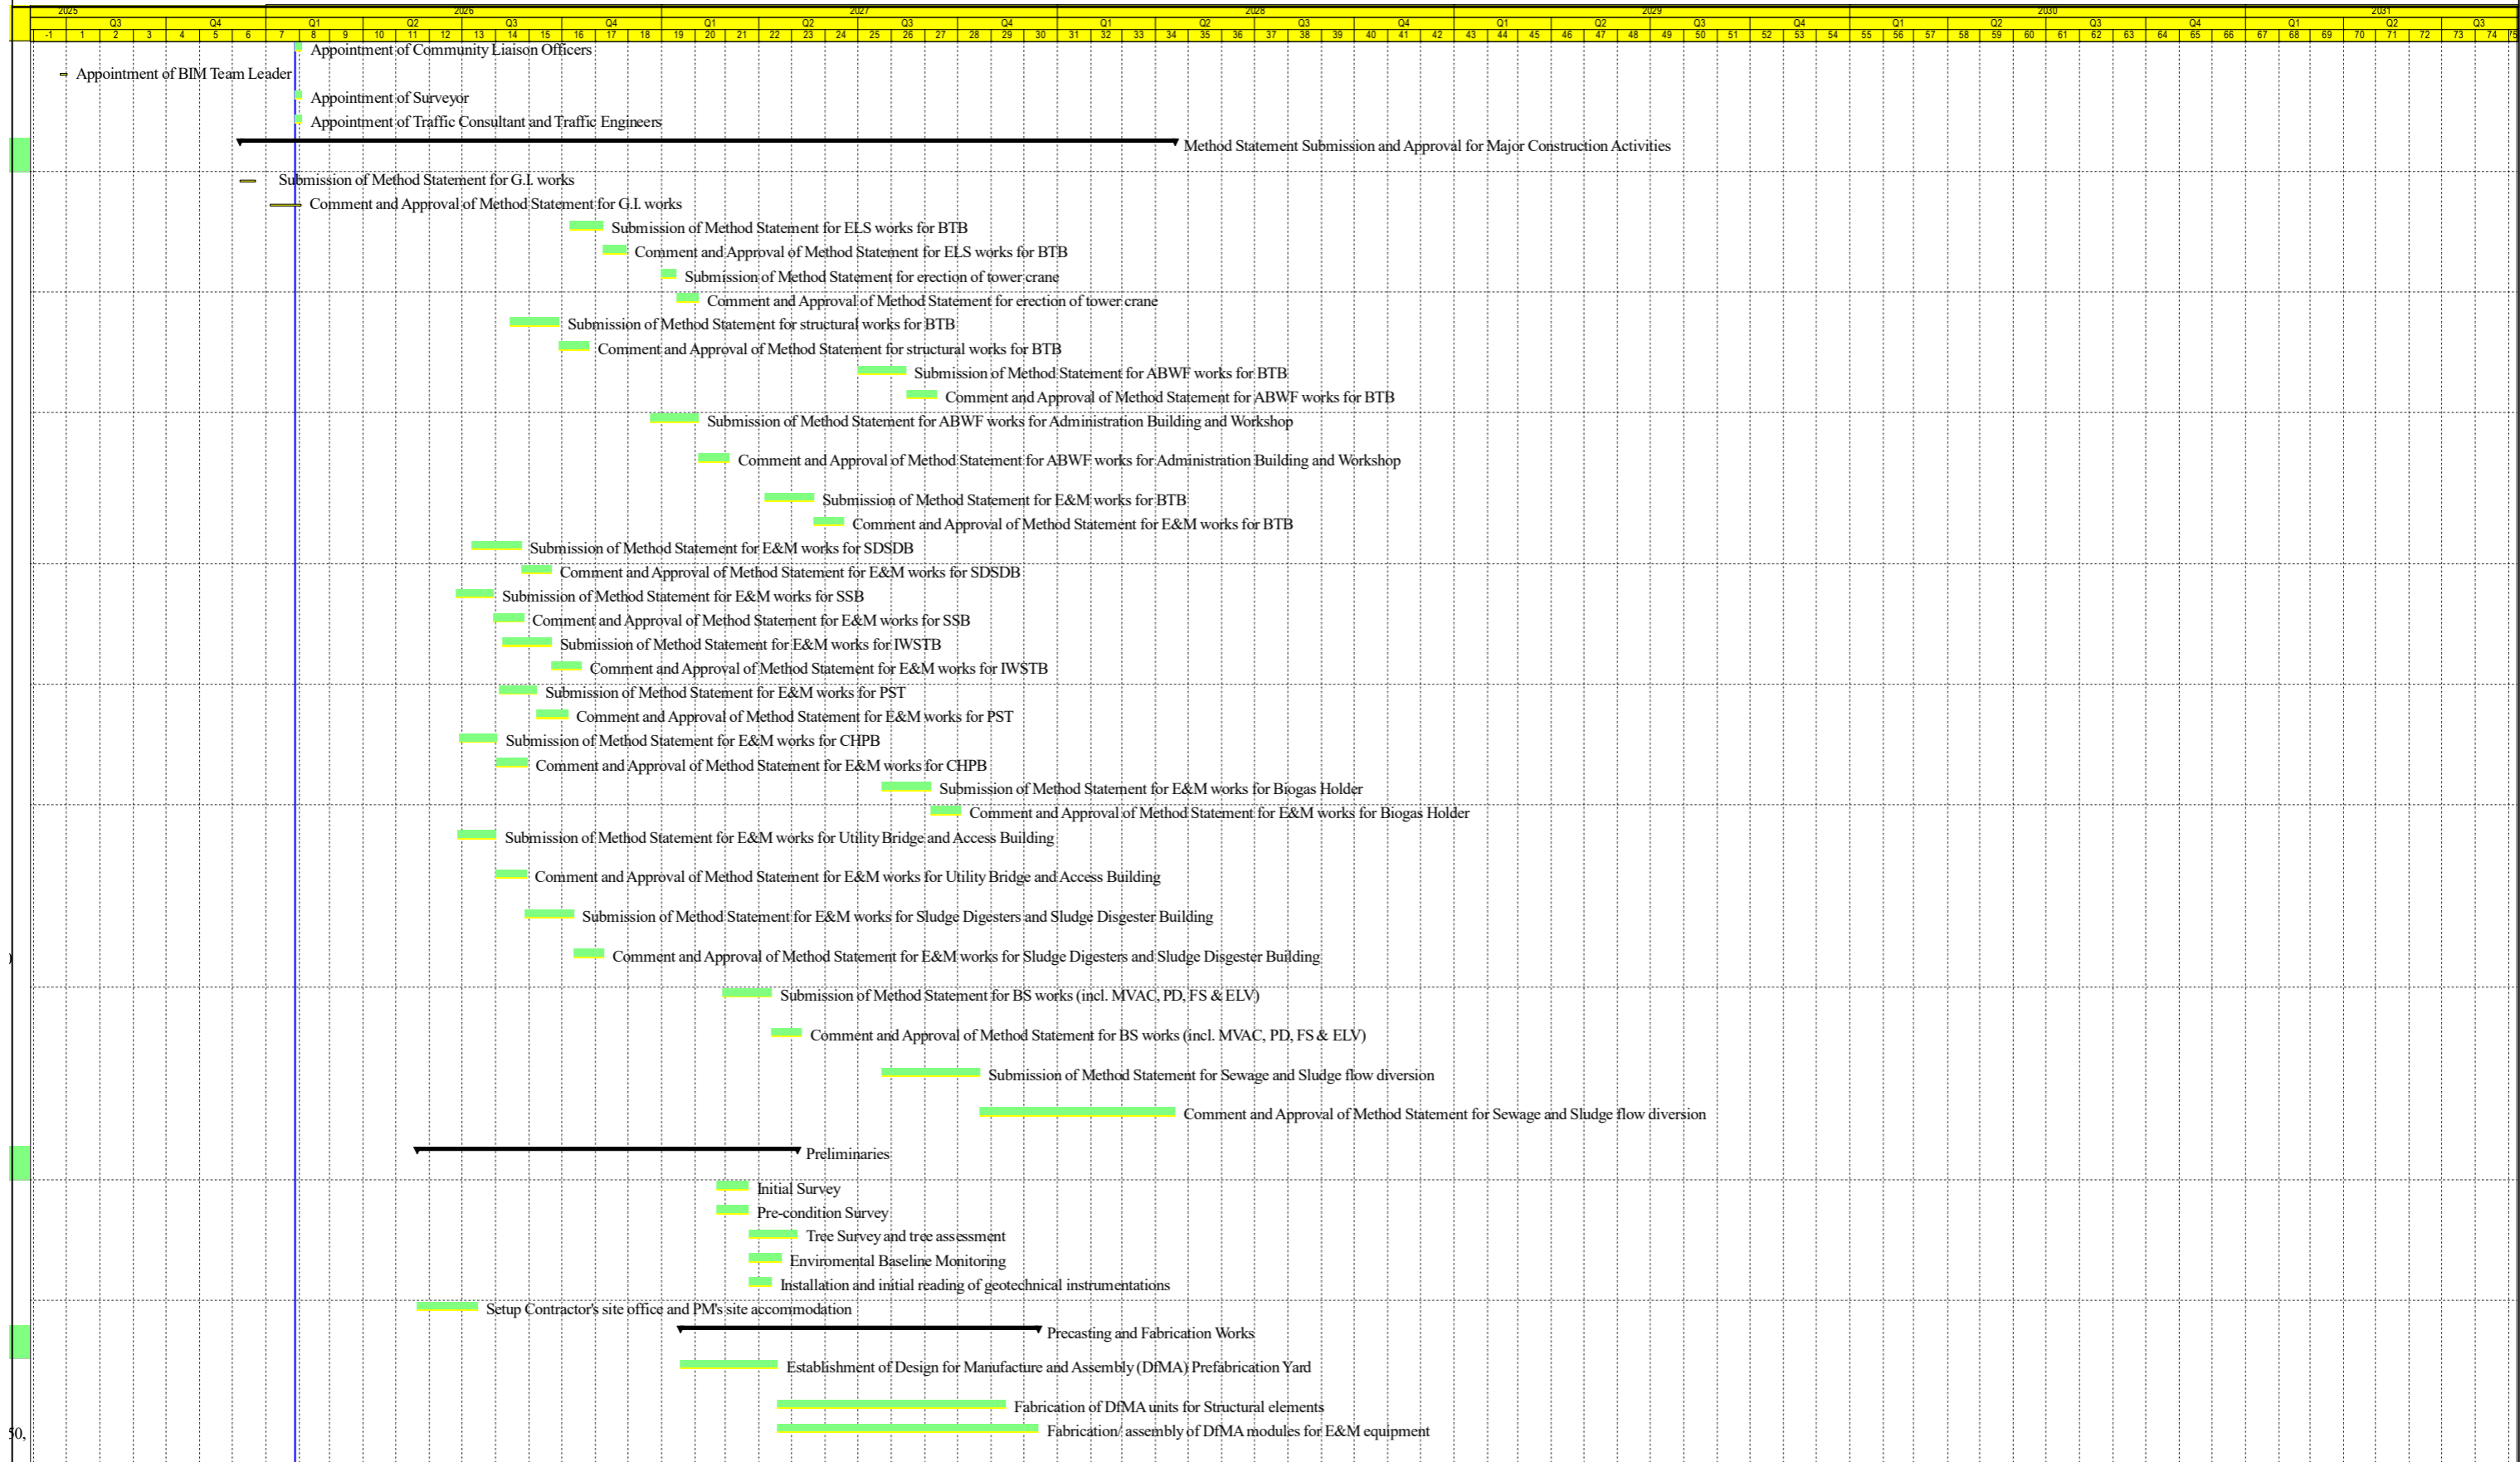 2025 2026 2027 2028 2029 2030 2031
Q3 Q4 Q1 Q2 Q3 Q4 Q1 Q2 Q3 Q4 Q1 Q2 Q3 Q4 Q1 Q2 Q3 Q4 Q1 Q2 Q3 Q4 Q1 Q2 Q3
-1 1 2 3 4 5 6 7 8 9 10 11 12 13 14 15 16 17 18 19 20 21 22 23 24 25 26 27 28 29 30 31 32 33 34 35 36 37 38 39 40 41 42 43 44 45 46 47 48 49 50 51 52 53 54 55 56 57 58 59 60 61 62 63 64 65 66 67 68 69 70 71 72 73 74 75
Appointment of Community Liaison Officers
Appointment of BIM Team Leader
Appointment of Surveyor
Appointment of Traffic Consultant and Traffic Engineers
Method Statement Submission and Approval for Major Construction Activities
Submission of Method Statement for G.I. works
Comment and Approval of Method Statement for G.I. works
Submission of Method Statement for ELS works for BTB
Comment and Approval of Method Statement for ELS works for BTB
Submission of Method Statement for erection of tower crane
Comment and Approval of Method Statement for erection of tower crane
Submission of Method Statement for structural works for BTB
Comment and Approval of Method Statement for structural works for BTB
Submission of Method Statement for ABWF works for BTB
Comment and Approval of Method Statement for ABWF works for BTB
Submission of Method Statement for ABWF works for Administration Building and Workshop
Comment and Approval of Method Statement for ABWF works for Administration Building and Workshop
Submission of Method Statement for E&M works for BTB
Comment and Approval of Method Statement for E&M works for BTB
Submission of Method Statement for E&M works for SDSDB
Comment and Approval of Method Statement for E&M works for SDSDB
Submission of Method Statement for E&M works for SSB
Comment and Approval of Method Statement for E&M works for SSB
Submission of Method Statement for E&M works for IWSTB
Comment and Approval of Method Statement for E&M works for IWSTB
Submission of Method Statement for E&M works for PST
Comment and Approval of Method Statement for E&M works for PST
Submission of Method Statement for E&M works for CHPB
Comment and Approval of Method Statement for E&M works for CHPB
Submission of Method Statement for E&M works for Biogas Holder
Comment and Approval of Method Statement for E&M works for Biogas Holder
Submission of Method Statement for E&M works for Utility Bridge and Access Building
Comment and Approval of Method Statement for E&M works for Utility Bridge and Access Building
Submission of Method Statement for E&M works for Sludge Digesters and Sludge Disgester Building
) Comment and Approval of Method Statement for E&M works for Sludge Digesters and Sludge Disgester Building
Submission of Method Statement for BS works (incl. MVAC, PD, FS & ELV)
Comment and Approval of Method Statement for BS works (incl. MVAC, PD, FS & ELV)
Submission of Method Statement for Sewage and Sludge flow diversion
Comment and Approval of Method Statement for Sewage and Sludge flow diversion
Preliminaries
Initial Survey
Pre-condition Survey
Tree Survey and tree assessment
Enviromental Baseline Monitoring
Installation and initial reading of geotechnical instrumentations
Setup Contractor's site office and PM's site accommodation
Precasting and Fabrication Works
Establishment of Design for Manufacture and Assembly (DfMA) Prefabrication Yard
Fabrication of DfMA units for Structural elements
Fabrication/ assembly of DfMA modules for E&M equipment
50,